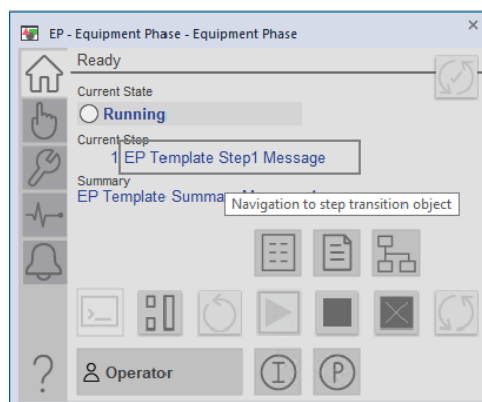 EP - Equipment Phase - Equipment Phase
Ready
Current State
Running
Current Step
1 EP Template Step1 Message
Summary
EP Template Summa
Navigation to step transition object
>_
Operator
I
P
?